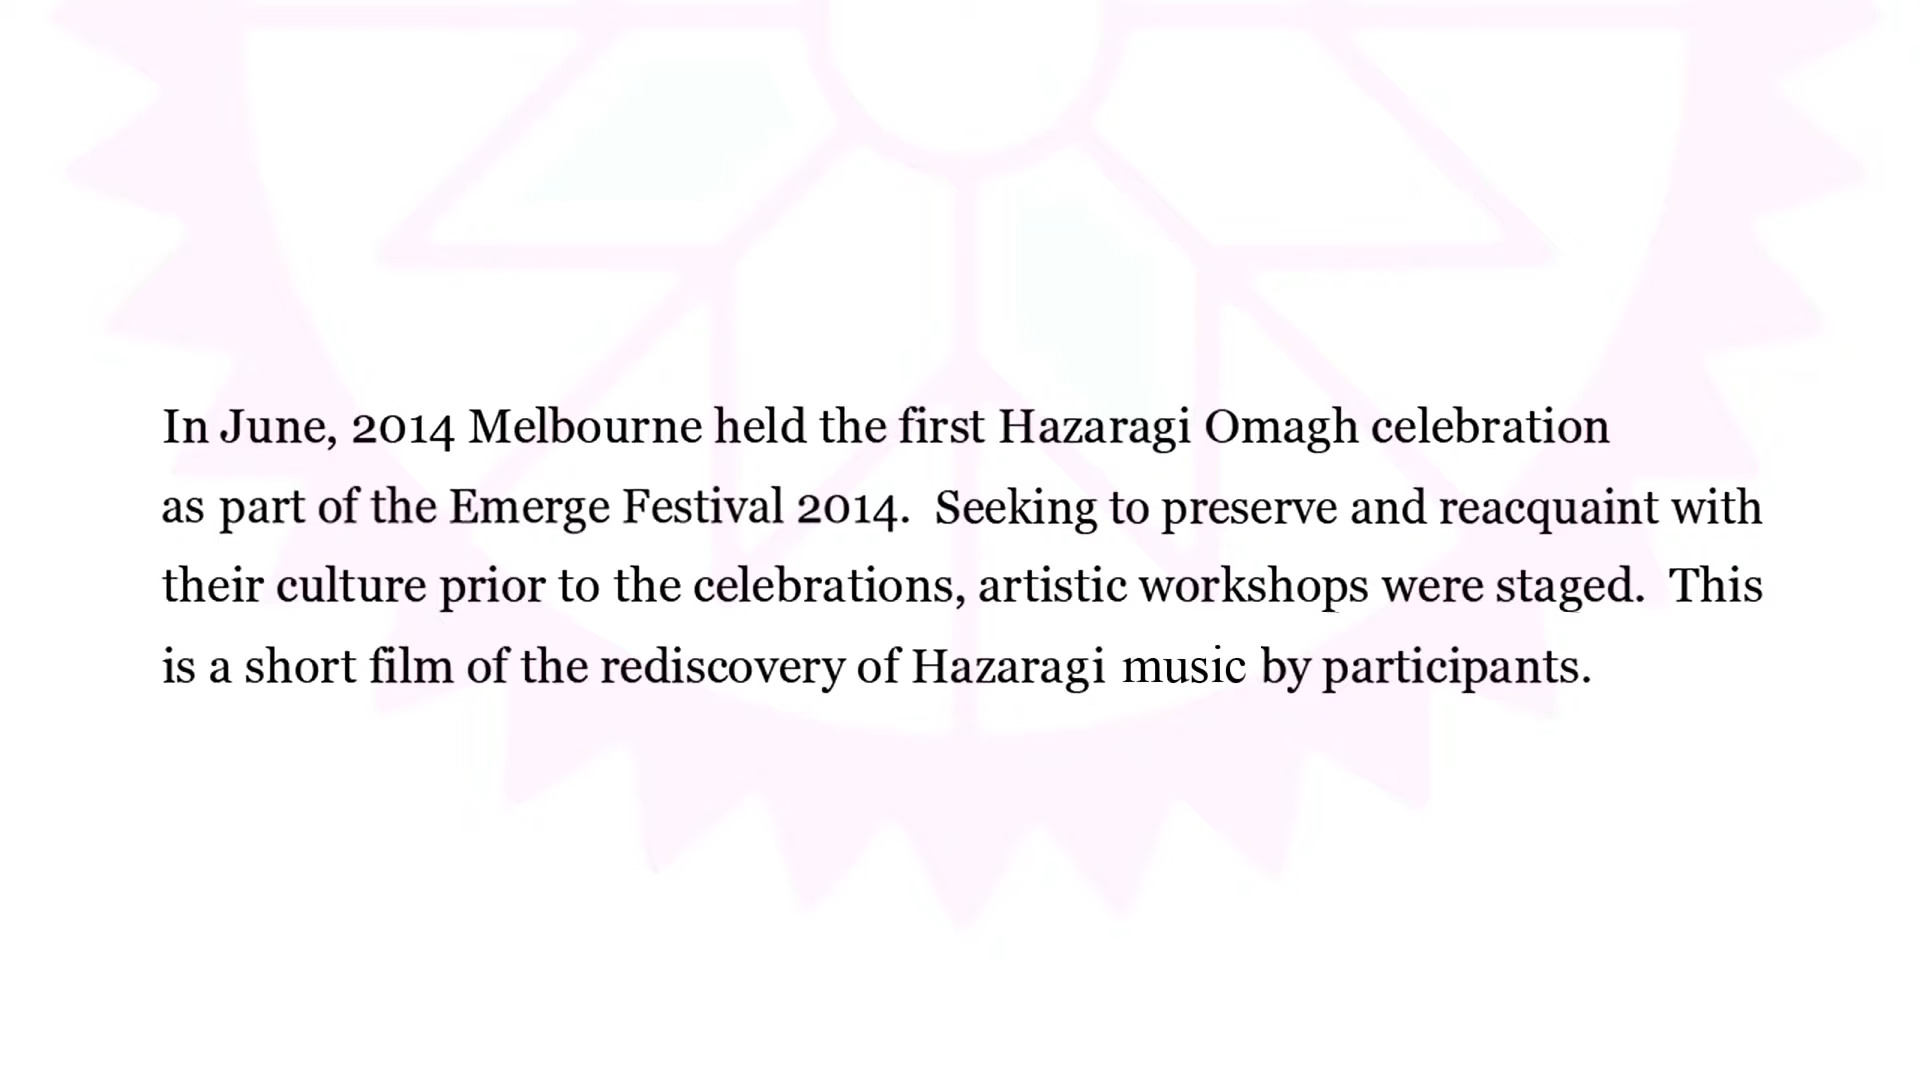 In June, 2014 Melbourne held the first Hazaragi Omagh celebration
as part of the Emerge Festival 2014.  Seeking to preserve and reacquaint with
their culture prior to the celebrations, artistic workshops were staged.  This
is a short film of the rediscovery of Hazaragi music by participants.